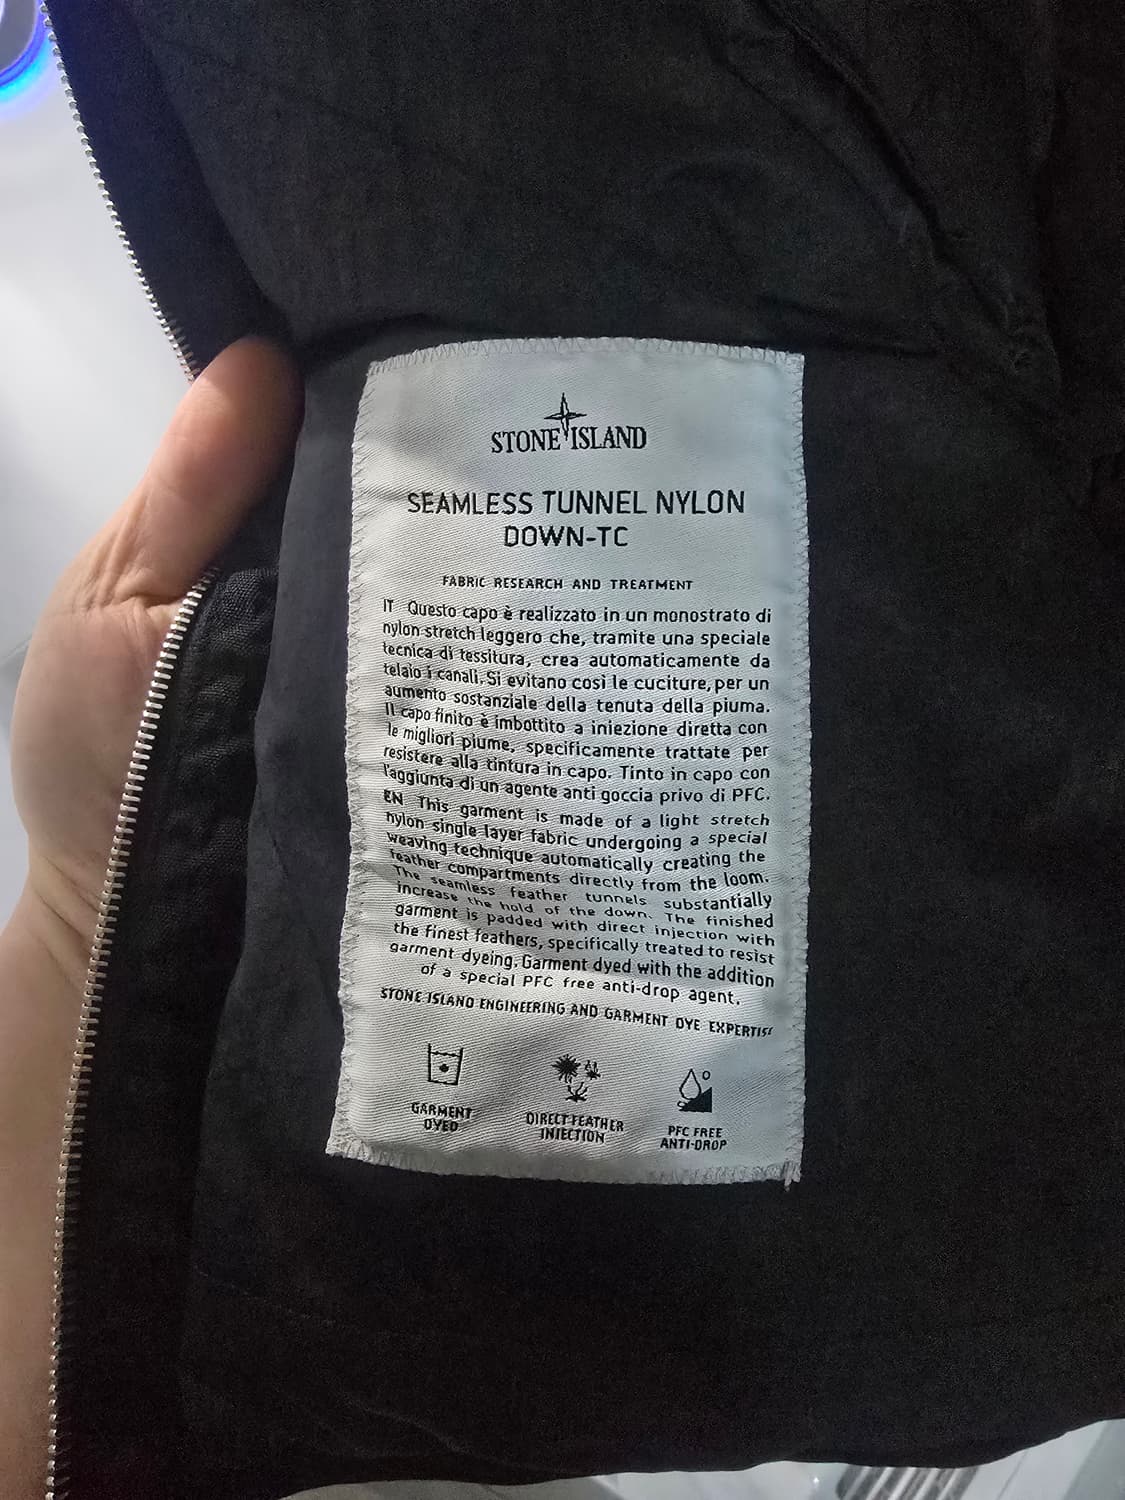 STONE ISLAND
SEAMLESS TUNNEL NYLON
DOWN-TC
FABRIC RESEARCH AND TREATMENT
IT Questo capo è realizzato in un monostrato di
nylon stretch leggero che, tramite una speciale
tecnica di tessitura, crea automaticamente da
telaio i canali. Si evitano così le cuciture, per un
aumento sostanziale della tenuta della piuma.
Il capo finito è imbottito a iniezione diretta con
le migliori piume, specificamente trattate per
resistere alla tintura in capo. Tinto in capo con
l'aggiunta di un agente anti goccia privo di PFC.
EN This garment is made of a light stretch
nylon single layer fabric undergoing a special
weaving technique automatically creating the
feather compartments directly from the loom.
The seamless feather tunnels substantially
increase the hold of the down. The finished
garment is padded with direct injection with
the finest feathers, specifically treated to resist
garment dyeing. Garment dyed with the addition
of a special PFC free anti-drop agent.
STONE ISLAND ENGINEERING AND GARMENT DYE EXPERTISE
GARMENT
DYED
DIRECT FEATHER
INJECTION
PFC FREE
ANTI-DROP